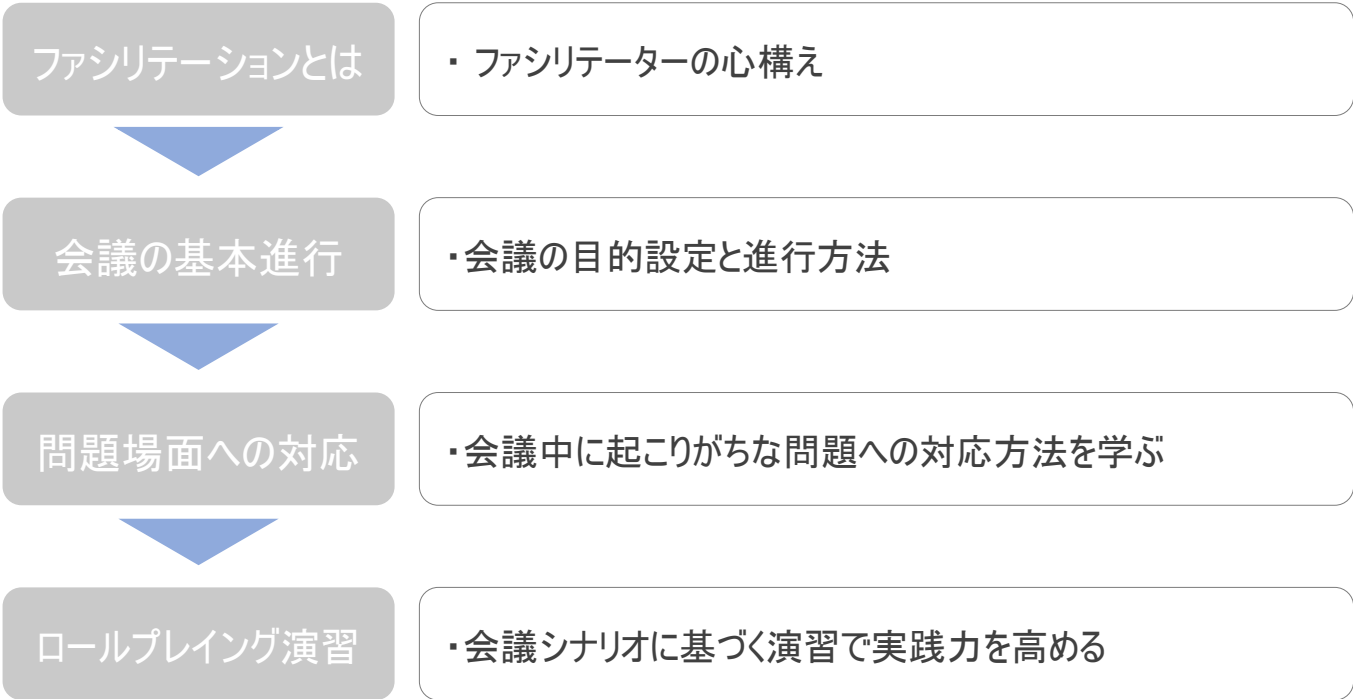 ファシリテーションとは
・ ファシリテーターの心構え
会議の基本進行
・会議の目的設定と進行方法
問題場面への対応
・会議中に起こりがちな問題への対応方法を学ぶ
ロールプレイング演習
・会議シナリオに基づく演習で実践力を高める